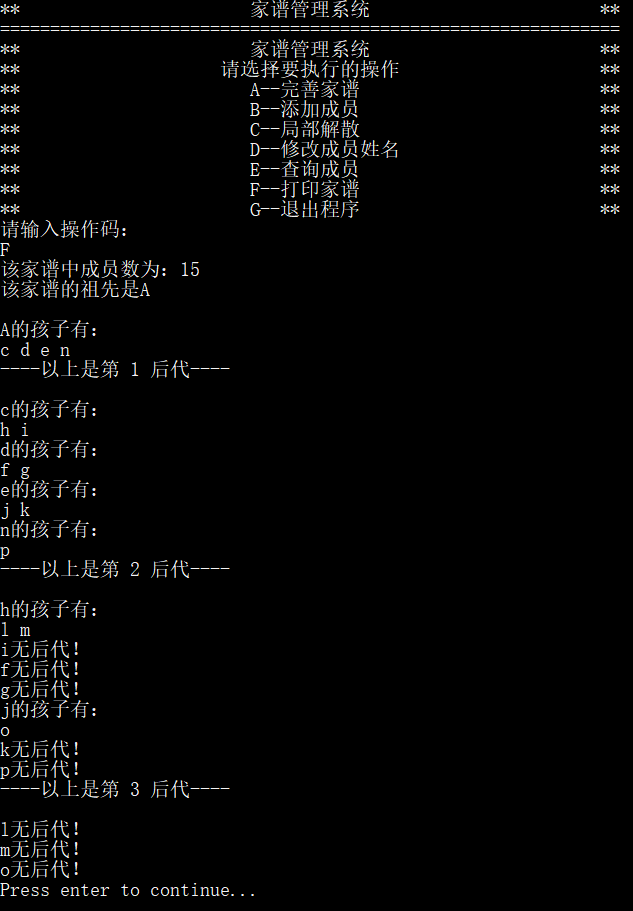 ** 家谱管理系统 **
==============================================================
** 家谱管理系统 **
** 请选择要执行的操作 **
** A--完善家谱 **
** B--添加成员 **
** C--局部解散 **
** D--修改成员姓名 **
** E--查询成员 **
** F--打印家谱 **
** G--退出程序 **
请输入操作码：
F
该家谱中成员数为：15
该家谱的祖先是A
A的孩子有：
c d e n
----以上是第 1 后代----
c的孩子有：
h i
d的孩子有：
f g
e的孩子有：
j k
n的孩子有：
p
----以上是第 2 后代----
h的孩子有：
l m
i无后代！
f无后代！
g无后代！
j的孩子有：
o
k无后代！
p无后代！
----以上是第 3 后代----
l无后代！
m无后代！
o无后代！
Press enter to continue...